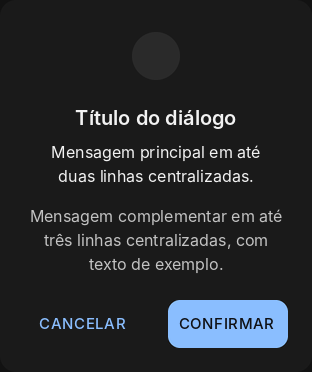 Título do diálogo
Mensagem principal em até
duas linhas centralizadas.
Mensagem complementar em até
três linhas centralizadas, com
texto de exemplo.
CANCELAR CONFIRMAR